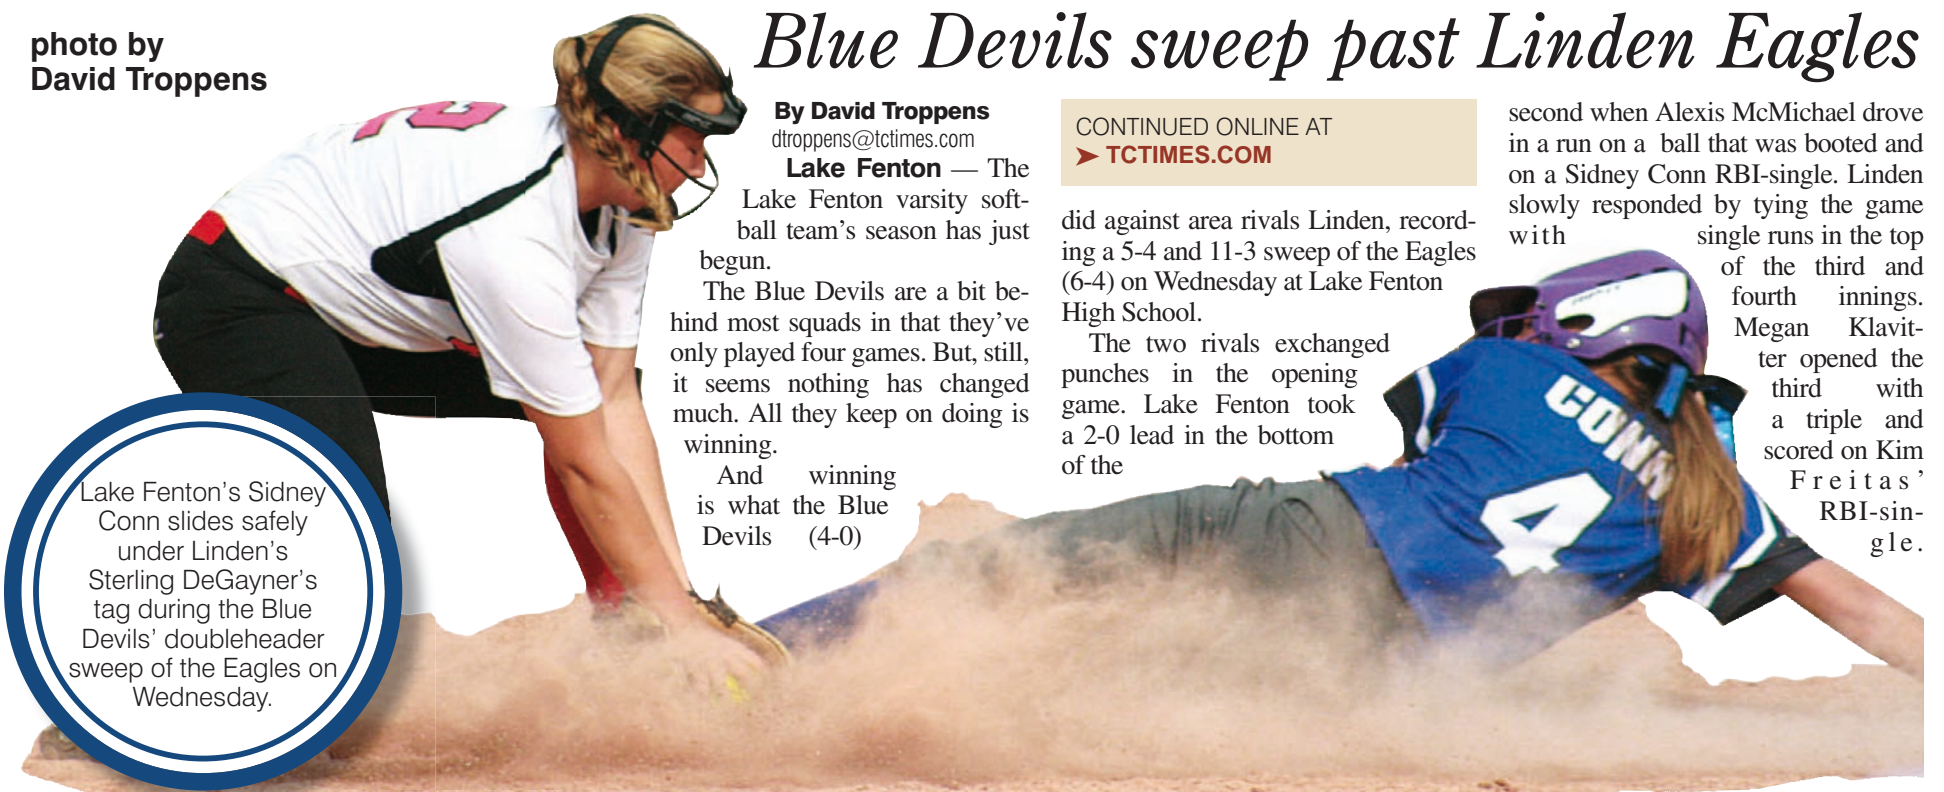 photo by
David Troppens
Blue Devils sweep past Linden Eagles
By David Troppens
dtroppens@tctimes.com
Lake Fenton — The
Lake Fenton varsity soft-
ball team's season has just
begun.
The Blue Devils are a bit be-
hind most squads in that they've
only played four games. But, still,
it seems nothing has changed
much. All they keep on doing is
winning.
And winning
is what the Blue
Devils (4-0)
CONTINUED ONLINE AT
➤ TCTIMES.COM
did against area rivals Linden, record-
ing a 5-4 and 11-3 sweep of the Eagles
(6-4) on Wednesday at Lake Fenton
High School.
The two rivals exchanged
punches in the opening
game. Lake Fenton took
a 2-0 lead in the bottom
of the
second when Alexis McMichael drove
in a run on a ball that was booted and
on a Sidney Conn RBI-single. Linden
slowly responded by tying the game
with single runs in the top
of the third and
fourth innings.
Megan Klavit-
ter opened the
third with
a triple and
scored on Kim
Freitas'
RBI-sin-
gle.
Lake Fenton's Sidney
Conn slides safely
under Linden's
Sterling DeGayner's
tag during the Blue
Devils' doubleheader
sweep of the Eagles on
Wednesday.
CONN
4
2